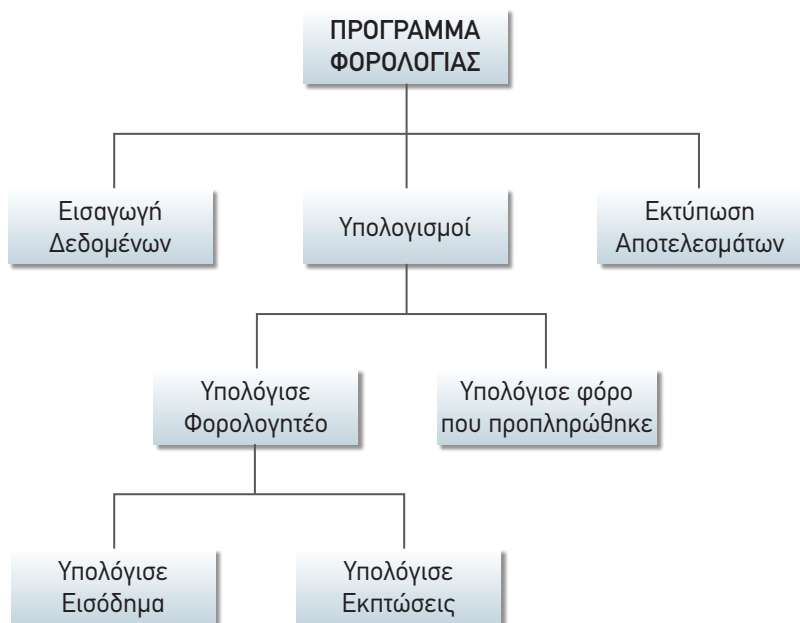 ΠΡΟΓΡΑΜΜΑ
ΦΟΡΟΛΟΓΙΑΣ
Εισαγωγή
Δεδομένων
Υπολογισμοί
Εκτύπωση
Αποτελεσμάτων
Υπολόγισε
Φορολογητέο
Υπολόγισε φόρο
που προπληρώθηκε
Υπολόγισε
Εισόδημα
Υπολόγισε
Εκπτώσεις